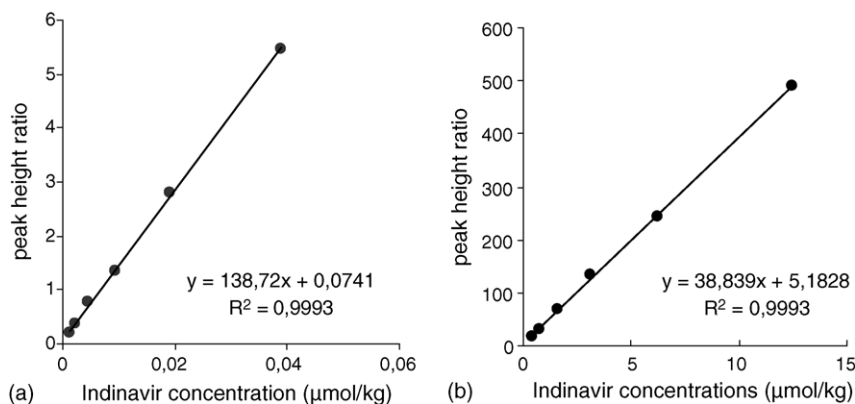 6
5
4
3
2
1
0
peak height ratio
y = 138,72x + 0,0741
R² = 0,9993
0
0,02
0,04
0,06
(a)
Indinavir concentration (μmol/kg)
600
500
400
300
200
100
0
peak height ratio
y = 38,839x + 5,1828
R² = 0,9993
0
5
10
15
(b)
Indinavir concentrations (μmol/kg)